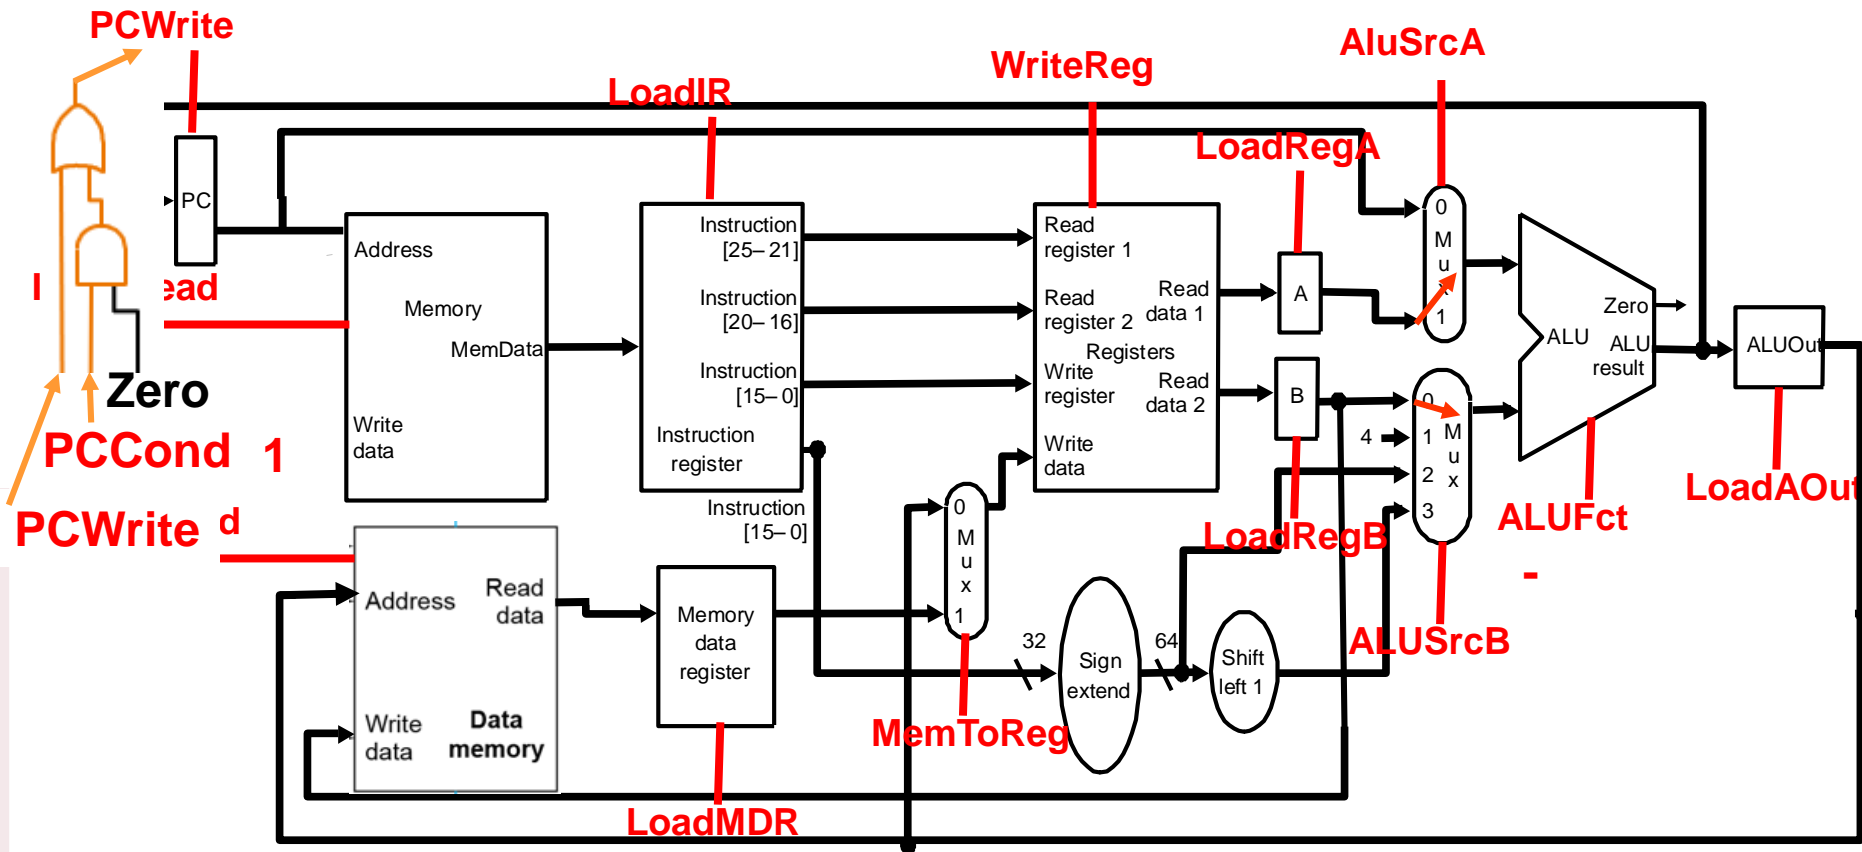 PCWrite
AluSrcA
WriteReg
LoadIR
LoadRegA
PC
0
M
u
x
1
Address
Memory
MemData
Write
data
Instruction
[25–21]
Instruction
[20–16]
Instruction
[15–0]
Instruction
register
Instruction
[15–0]
Read
register 1
Read
register 2
Registers
Write
register
Write
data
Read
data 1
Read
data 2
A
B
4
0
1
2
3
M
u
x
Zero
ALU
ALU
result
ALUOut
I
ead
Zero
PCCond 1
PCWrite d
LoadAOut
ALUFct
-
LoadRegB
ALUSrcB
0
M
u
x
1
Address
Read
data
Write
data
Data
memory
Memory
data
register
32
Sign
extend
64
Shift
left 1
MemToReg
LoadMDR